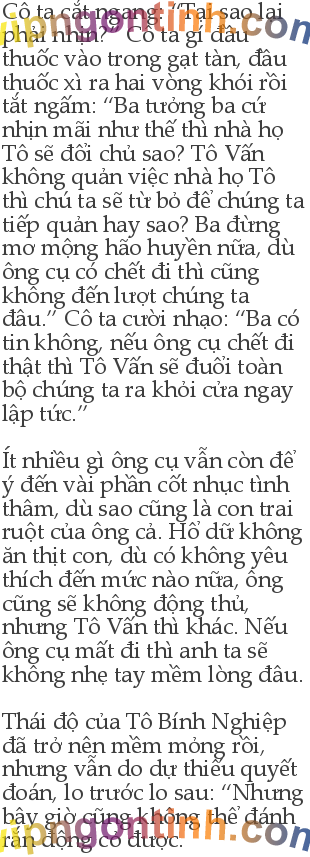 Cô ta cắt ngang: “Tại sao lại
phải nhịn?” Cô ta gí đầu
thuốc vào trong gạt tàn, đầu
thuốc xì ra hai vòng khói rồi
tắt ngấm: “Ba tưởng ba cứ
nhịn mãi như thế thì nhà họ
Tô sẽ đổi chủ sao? Tô Vấn
không quản việc nhà họ Tô
thì chú ta sẽ từ bỏ để chúng ta
tiếp quản hay sao? Ba đừng
mơ mộng hão huyền nữa, dù
ông cụ có chết đi thì cũng
không đến lượt chúng ta
đâu.” Cô ta cười nhạo: “Ba có
tin không, nếu ông cụ chết đi
thật thì Tô Vấn sẽ đuổi toàn
bộ chúng ta ra khỏi cửa ngay
lập tức.”
Ít nhiều gì ông cụ vẫn còn để
ý đến vài phần cốt nhục tình
thâm, dù sao cũng là con trai
ruột của ông cả. Hổ dữ không
ăn thịt con, dù có không yêu
thích đến mức nào nữa, ông
cũng sẽ không động thủ,
nhưng Tô Vấn thì khác. Nếu
ông cụ mất đi thì anh ta sẽ
không nhẹ tay mềm lòng đâu.
Thái độ của Tô Bính Nghiệp
đã trở nên mềm mỏng rồi,
nhưng vẫn do dự thiếu quyết
đoán, lo trước lo sau: “Nhưng
bây giờ cũng không thể đánh
rắn động cỏ được.
vipngontinh.com
vipngontinh.com